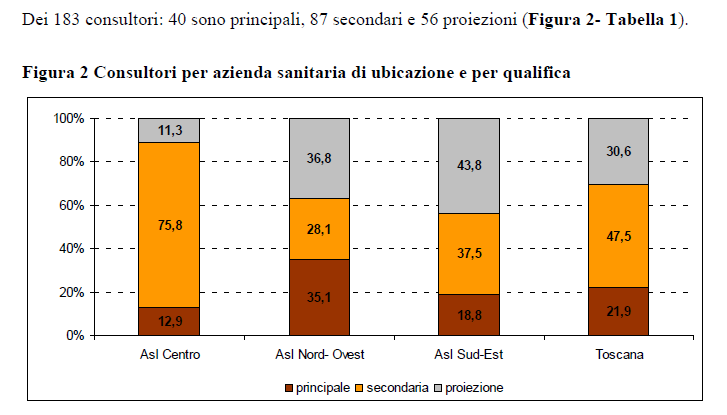 Dei 183 consultori: 40 sono principali, 87 secondari e 56 proiezioni (Figura 2- Tabella 1).
Figura 2 Consultori per azienda sanitaria di ubicazione e per qualifica
100%
80%
60%
40%
20%
0%
11,3
75,8
12,9
36,8
28,1
35,1
43,8
37,5
18,8
30,6
47,5
21,9
Asl Centro
Asl Nord- Ovest
Asl Sud-Est
Toscana
principale secondaria proiezione